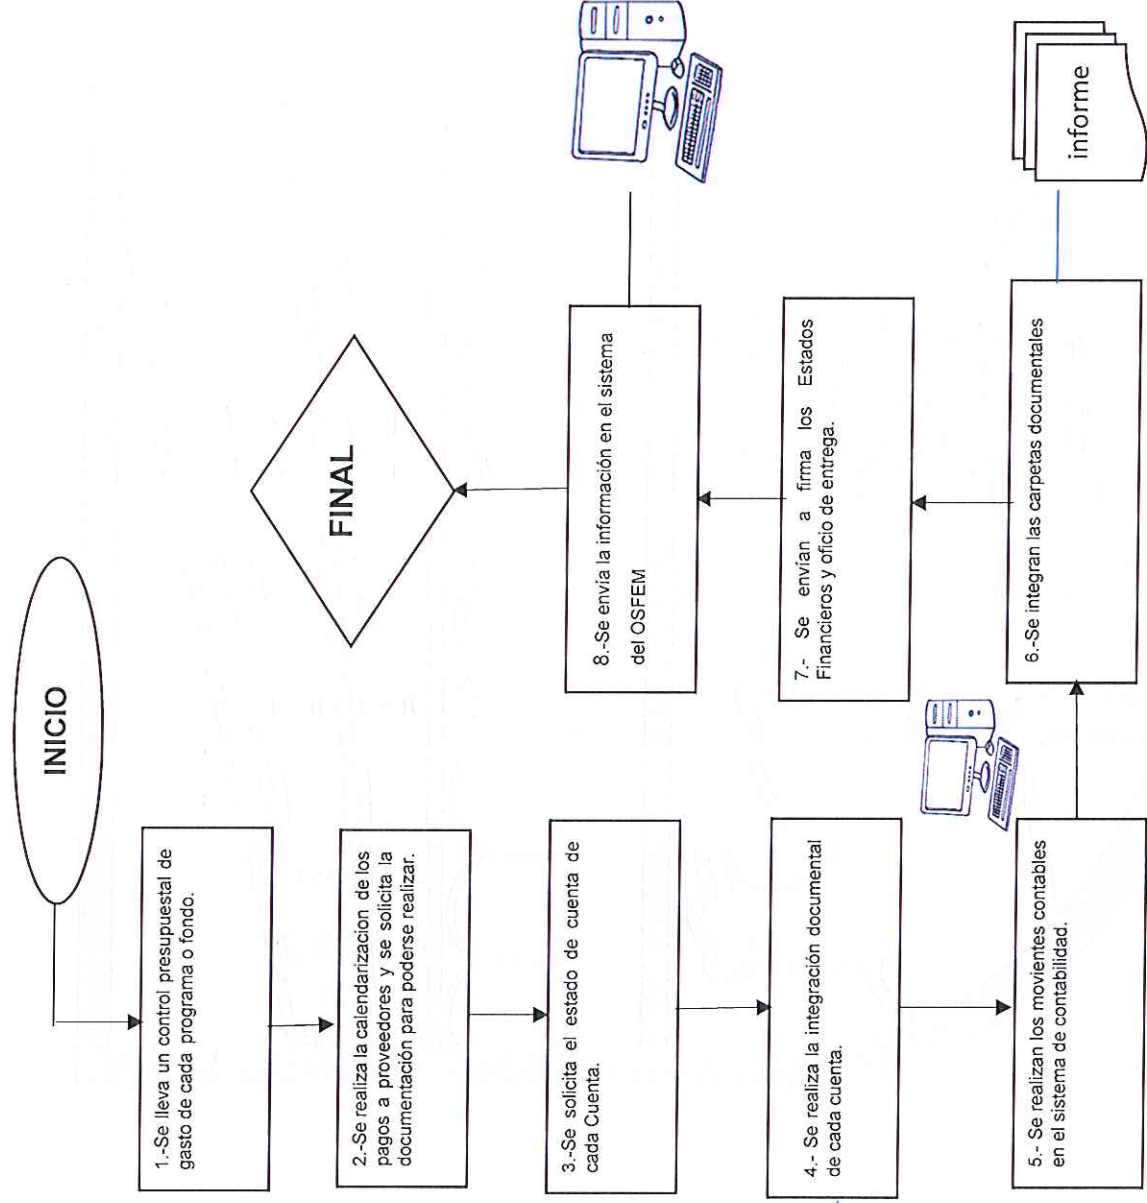 INICIO
1.-Se lleva un control presupuestal de
gasto de cada programa o fondo.
2.-Se realiza la calendarizacion de los
pagos a proveedores y se solicita la
documentación para poderse realizar.
3.-Se solicita el estado de cuenta de
cada Cuenta.
4.- Se realiza la integración documental
de cada cuenta.
5.- Se realizan los movientes contables
en el sistema de contabilidad.
6.-Se integran las carpetas documentales
informe
7.- Se envían a firma los Estados
Financieros y oficio de entrega.
8.-Se envía la información en el sistema
del OSFEM
FINAL